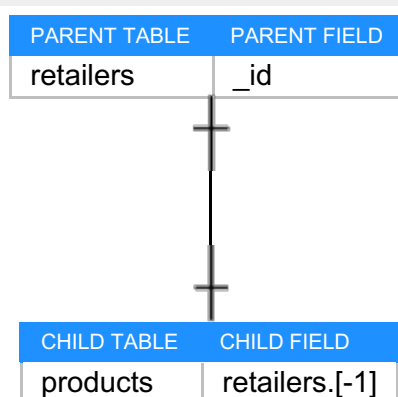 PARENT TABLE PARENT FIELD
retailers _id
CHILD TABLE CHILD FIELD
products retailers.[-1]